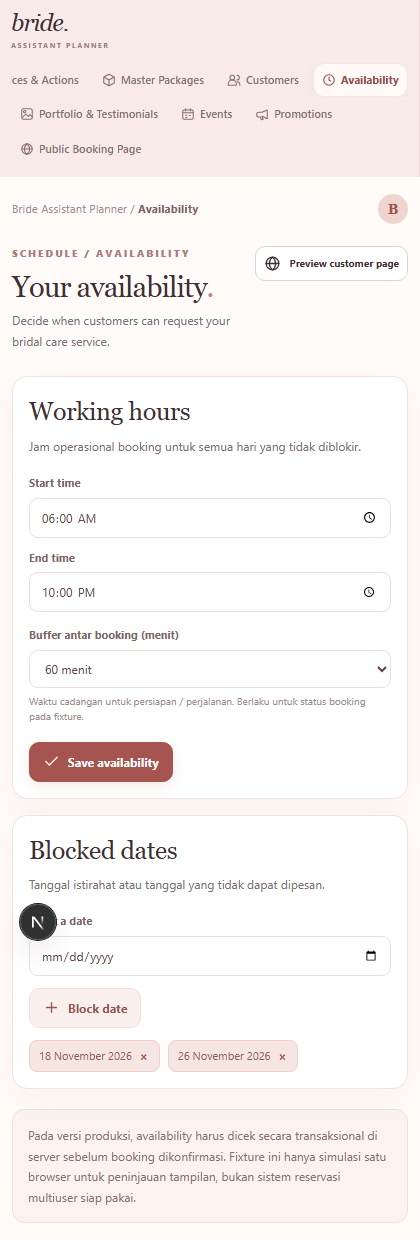 bride.
ASSISTANT PLANNER
ces & Actions
Master Packages
Customers
Availability
Portfolio & Testimonials
Events
Promotions
Public Booking Page
Bride Assistant Planner / Availability
B
SCHEDULE / AVAILABILITY
Preview customer page
Your availability.
Decide when customers can request your
bridal care service.
Working hours
Jam operasional booking untuk semua hari yang tidak diblokir.
Start time
06:00 AM
End time
10:00 PM
Buffer antar booking (menit)
60 menit
Waktu cadangan untuk persiapan / perjalanan. Berlaku untuk status booking
pada fixture.
Save availability
Blocked dates
Tanggal istirahat atau tanggal yang tidak dapat dipesan.
N
a date
mm/dd/yyyy
+ Block date
18 November 2026 ×
26 November 2026 ×
Pada versi produksi, availability harus dicek secara transaksional di
server sebelum booking dikonfirmasi. Fixture ini hanya simulasi satu
browser untuk peninjauan tampilan, bukan sistem reservasi
multiuser siap pakai.